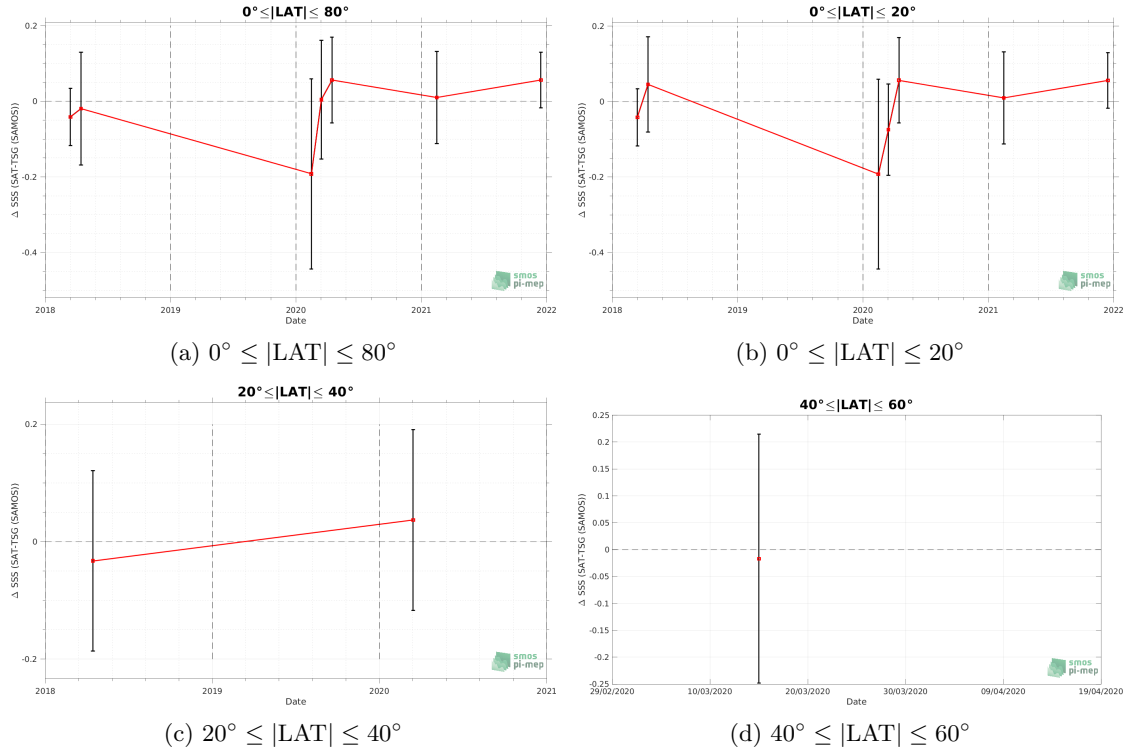 0°≤|LAT|≤ 80°
0.2
0
-0.2
-0.4
Δ SSS (SAT-TSG (SAMOS))
2018
2019
2020
2021
2022
Date
smos
pi-mep
(a) 0° ≤ |LAT| ≤ 80°
0°≤|LAT|≤ 20°
0.2
0
-0.2
-0.4
Δ SSS (SAT-TSG (SAMOS))
2018
2019
2020
2021
2022
Date
smos
pi-mep
(b) 0° ≤ |LAT| ≤ 20°
20°≤|LAT|≤ 40°
0.2
0
-0.2
Δ SSS (SAT-TSG (SAMOS))
2018
2019
2020
2021
Date
smos
pi-mep
(c) 20° ≤ |LAT| ≤ 40°
40°≤|LAT|≤ 60°
0.25
0.2
0.15
0.1
0.05
0
-0.05
-0.1
-0.15
-0.2
-0.25
Δ SSS (SAT-TSG (SAMOS))
29/02/2020
10/03/2020
20/03/2020
30/03/2020
09/04/2020
19/04/2020
Date
smos
pi-mep
(d) 40° ≤ |LAT| ≤ 60°